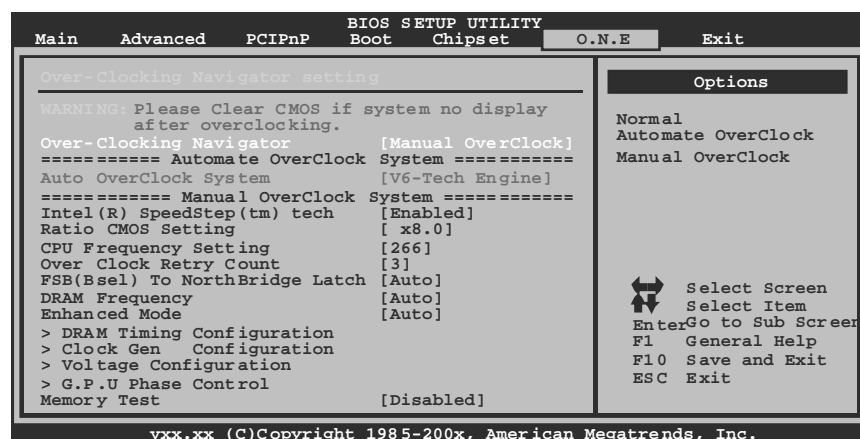 BIOS SETUP UTILITY
Main Advanced PCIPnP Boot Chipset O.N.E Exit
Over-Clocking Navigator setting
WARNING: Please Clear CMOS if system no display
after overclocking.
Over-Clocking Navigator [Manual OverClock]
=========== Automate OverClock System ===========
Auto OverClock System [V6-Tech Engine]
============ Manual OverClock System ============
Intel(R) SpeedStep(tm) tech [Enabled]
Ratio CMOS Setting [ x8.0]
CPU Frequency Setting [266]
Over Clock Retry Count [3]
FSB(Bsel) To NorthBridge Latch [Auto]
DRAM Frequency [Auto]
Enhanced Mode [Auto]
> DRAM Timing Configuration
> Clock Gen Configuration
> Voltage Configuration
> G.P.U Phase Control
Memory Test [Disabled]
Options
Normal
Automate OverClock
Manual OverClock
Select Screen
Select Item
Enter Go to Sub Screen
F1 General Help
F10 Save and Exit
ESC Exit
vxx.xx (C)Copyright 1985-200x, American Megatrends, Inc.